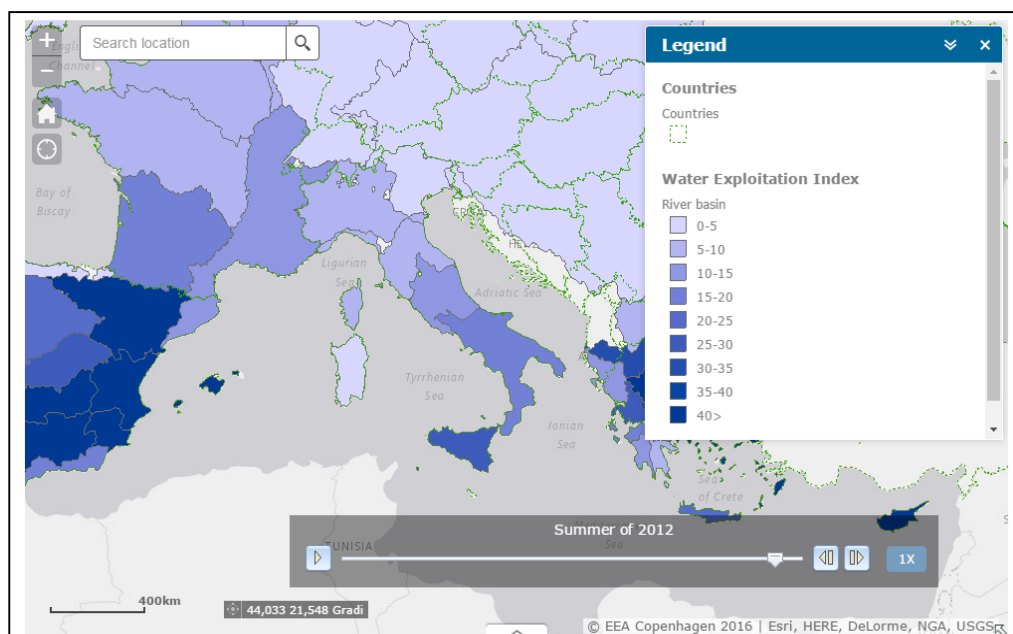 Search location
English
Channel
Legend
Countries
Countries
Water Exploitation Index
River basin
0-5
5-10
10-15
15-20
20-25
25-30
30-35
35-40
40>
Bay of
Biscay
Ligurian
Sea
Adriatic Sea
Tyrrhenian
Sea
Ionian
Sea
Sea
of Crete
Summer of 2012
Sea
TUNISIA
1X
400km
44,033 21,548 Gradi
© EEA Copenhagen 2016 | Esri, HERE, DeLorme, NGA, USGS